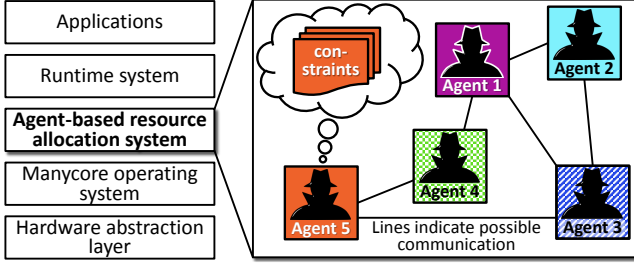 Applications
Runtime system
Agent-based resource
allocation system
Manycore operating
system
Hardware abstraction
layer
con-
straints
Agent 1
Agent 2
Agent 4
Agent 5
Agent 3
Lines indicate possible
communication